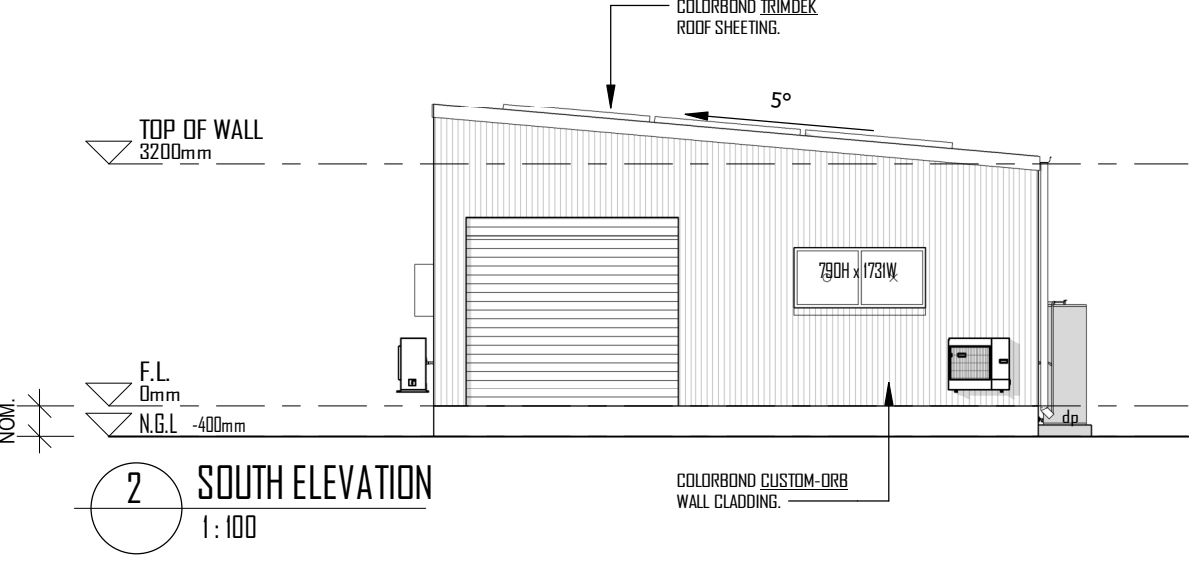 COLORBOND TRIMDEK
ROOF SHEETING.
5°
TOP OF WALL
3200mm
790H x 1731W
F.L.
0mm
NOM.
N.G.L -400mm
dp
2 SOUTH ELEVATION
1 : 100
COLORBOND CUSTOM-ORB
WALL CLADDING.